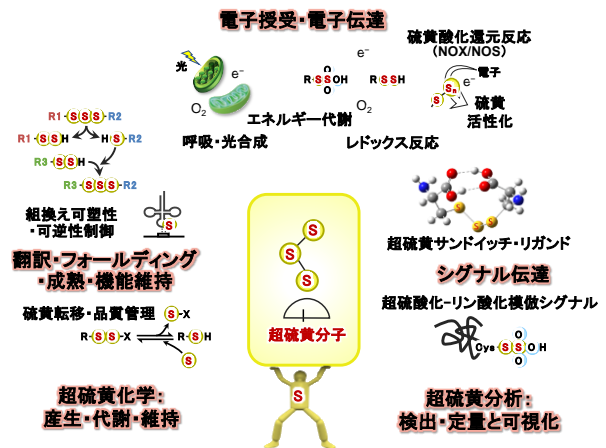 電子授受・電子伝達
光
e−
O2
呼吸・光合成
エネルギー代謝
O
R-SSOH
O
R-SSH
e−
O2
レドックス反応
硫黄酸化還元反応
(NOX/NOS)
電子
Sn
e−
S
硫黄
活性化
R1-SSS-R2
R1-SSH
HS-R2
R3-SSH
R3-SSS-R2
組換え可塑性
・可逆性制御
S
翻訳・フォールディング
・成熟・機能維持
硫黄転移・品質管理
S-X
R-SS-X
R-SH
S
超硫黄化学：
産生・代謝・維持
S
S
S
超硫黄分子
S
N
O
O
H
H
O
O
N
S
S
S
超硫黄サンドイッチ・リガンド
シグナル伝達
超硫酸化-リン酸化模倣シグナル
O
Cys-SSOH
O
超硫黄分析：
検出・定量と可視化